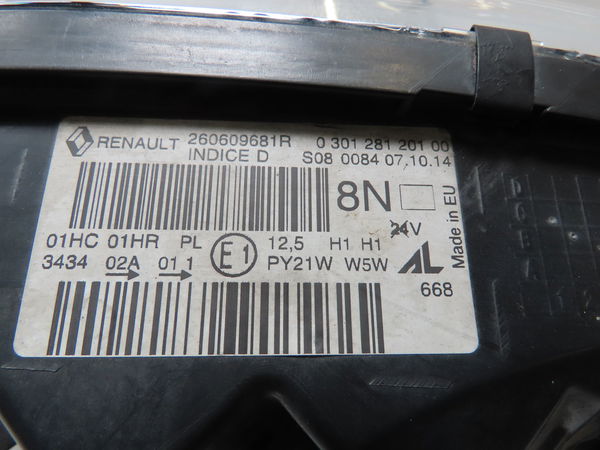 RENAULT 260609681R 0 301 281 201 00
INDICE D S08 0084 07.10.14
8N
Made in EU
24V
01HC 01HR PL E1 12,5 H1 H1
3434 02A 01 1 PY21W W5W AL
668